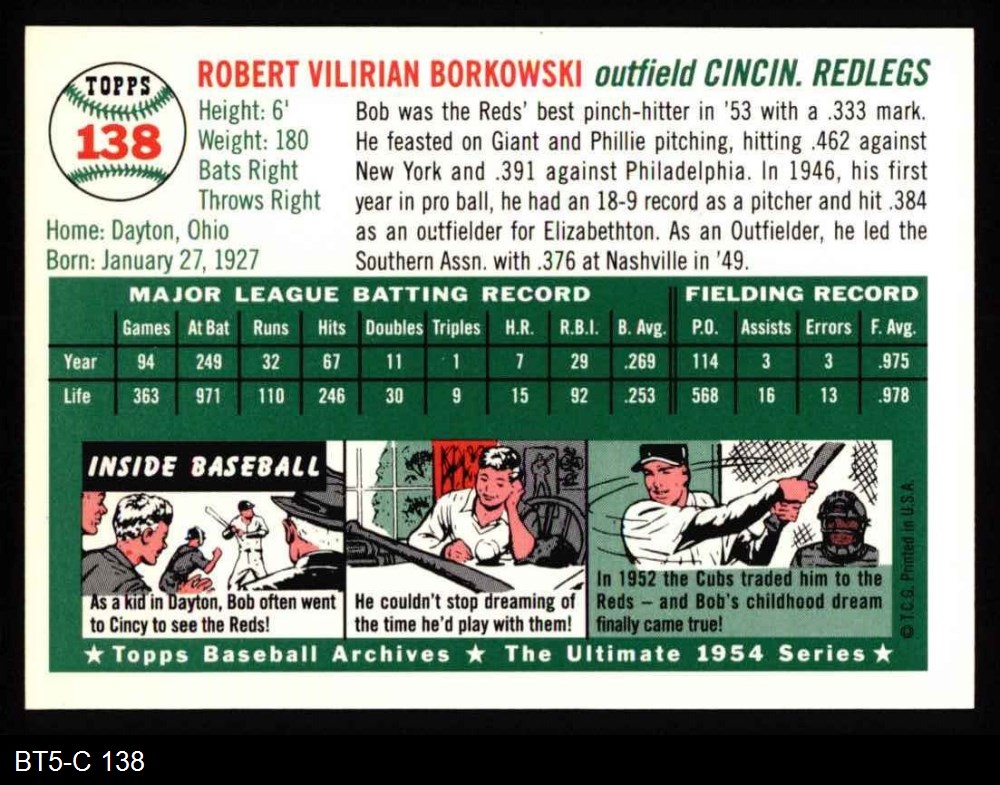 TOPPS
138
ROBERT VILIRIAN BORKOWSKI outfield CINCIN. REDLEGS
Height: 6'
Weight: 180
Bats Right
Throws Right
Home: Dayton, Ohio
Born: January 27, 1927
Bob was the Reds' best pinch-hitter in '53 with a .333 mark.
He feasted on Giant and Phillie pitching, hitting .462 against
New York and .391 against Philadelphia. In 1946, his first
year in pro ball, he had an 18-9 record as a pitcher and hit .384
as an outfielder for Elizabethton. As an Outfielder, he led the
Southern Assn. with .376 at Nashville in '49.
MAJOR LEAGUE BATTING RECORD FIELDING RECORD
Games At Bat Runs Hits Doubles Triples H.R. R.B.I. B. Avg. P.O. Assists Errors F. Avg.
Year 94 249 32 67 11 1 7 29 .269 114 3 3 .975
Life 363 971 110 246 30 9 15 92 .253 568 16 13 .978
INSIDE BASEBALL
As a kid in Dayton, Bob often went
to Cincy to see the Reds!
He couldn't stop dreaming of
the time he'd play with them!
In 1952 the Cubs traded him to the
Reds – and Bob's childhood dream
finally came true!
© T.C.G. Printed in U.S.A.
★ Topps Baseball Archives ★ The Ultimate 1954 Series ★
BT5-C 138